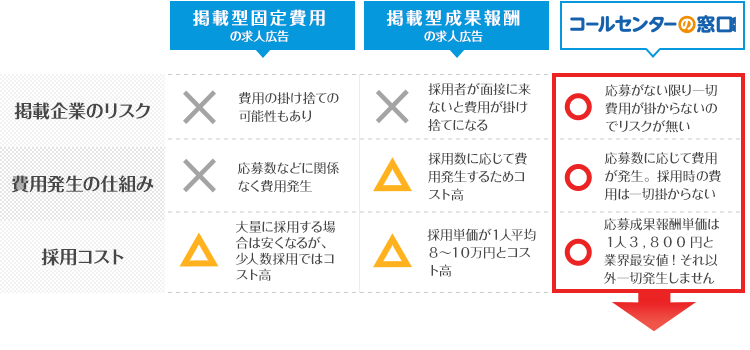 掲載型固定費用
の求人広告
掲載型成果報酬
の求人広告
コールセンターの窓口
掲載企業のリスク
費用の掛け捨ての
可能性もあり
採用者が面接に来
ないと費用が掛け
捨てになる
応募がない限り一切
費用が掛からないの
でリスクが無い
費用発生の仕組み
応募数などに関係
なく費用発生
採用数に応じて費
用発生するためコ
スト高
応募数に応じて費用
が発生。採用時の費
用は一切掛からない
採用コスト
大量に採用する場
合は安くなるが、
少人数採用ではコ
スト高
採用単価が1人平均
8～10万円とコス
ト高
応募成果報酬単価は
1人3,800円と
業界最安値！それ以
外一切発生しません